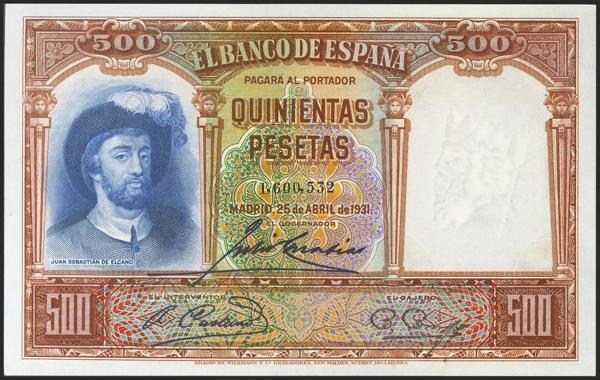 500
500
EL BANCO DE ESPAÑA
PAGARÁ AL PORTADOR
QUINIENTAS
PESETAS
1,600,532
MADRID, 25 de ABRIL de 1931.
EL GOBERNADOR
JUAN SEBASTIÁN DE ELCANO
500
EL INTERVENTOR
EL CAJERO
500
BRADBURY, WILKINSON Y Ca. GRABADORES, NEW MALDEN, SURREY, INGLATERRA